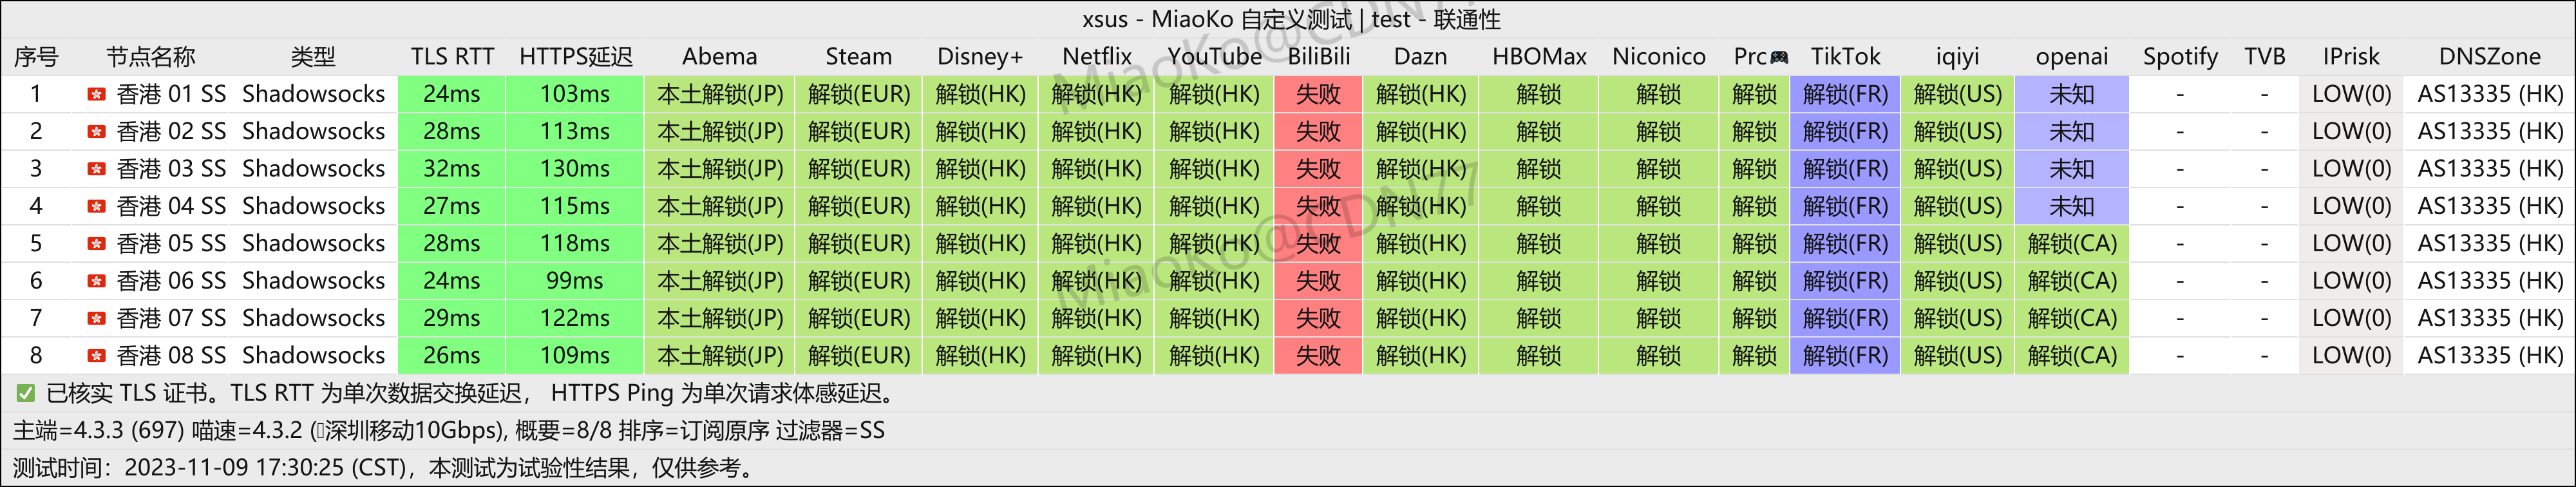 xsus - MiaoKo 自定义测试 | test - 联通性
序号 节点名称 类型 TLS RTT HTTPS延迟 Abema Steam Disney+ Netflix YouTube BiliBili Dazn HBOMax Niconico Prc🎮 TikTok iqiyi openai Spotify TVB IPrisk DNSZone
1 🇭🇰 香港 01 SS Shadowsocks 24ms 103ms 本土解锁(JP) 解锁(EUR) 解锁(HK) 解锁(HK) 解锁(HK) 失败 解锁(HK) 解锁 解锁 解锁 解锁(FR) 解锁(US) 未知 - - LOW(0) AS13335 (HK)
2 🇭🇰 香港 02 SS Shadowsocks 28ms 113ms 本土解锁(JP) 解锁(EUR) 解锁(HK) 解锁(HK) 解锁(HK) 失败 解锁(HK) 解锁 解锁 解锁 解锁(FR) 解锁(US) 未知 - - LOW(0) AS13335 (HK)
3 🇭🇰 香港 03 SS Shadowsocks 32ms 130ms 本土解锁(JP) 解锁(EUR) 解锁(HK) 解锁(HK) 解锁(HK) 失败 解锁(HK) 解锁 解锁 解锁 解锁(FR) 解锁(US) 未知 - - LOW(0) AS13335 (HK)
4 🇭🇰 香港 04 SS Shadowsocks 27ms 115ms 本土解锁(JP) 解锁(EUR) 解锁(HK) 解锁(HK) 解锁(HK) 失败 解锁(HK) 解锁 解锁 解锁 解锁(FR) 解锁(US) 未知 - - LOW(0) AS13335 (HK)
5 🇭🇰 香港 05 SS Shadowsocks 28ms 118ms 本土解锁(JP) 解锁(EUR) 解锁(HK) 解锁(HK) 解锁(HK) 失败 解锁(HK) 解锁 解锁 解锁 解锁(FR) 解锁(US) 解锁(CA) - - LOW(0) AS13335 (HK)
6 🇭🇰 香港 06 SS Shadowsocks 24ms 99ms 本土解锁(JP) 解锁(EUR) 解锁(HK) 解锁(HK) 解锁(HK) 失败 解锁(HK) 解锁 解锁 解锁 解锁(FR) 解锁(US) 解锁(CA) - - LOW(0) AS13335 (HK)
7 🇭🇰 香港 07 SS Shadowsocks 29ms 122ms 本土解锁(JP) 解锁(EUR) 解锁(HK) 解锁(HK) 解锁(HK) 失败 解锁(HK) 解锁 解锁 解锁 解锁(FR) 解锁(US) 解锁(CA) - - LOW(0) AS13335 (HK)
8 🇭🇰 香港 08 SS Shadowsocks 26ms 109ms 本土解锁(JP) 解锁(EUR) 解锁(HK) 解锁(HK) 解锁(HK) 失败 解锁(HK) 解锁 解锁 解锁 解锁(FR) 解锁(US) 解锁(CA) - - LOW(0) AS13335 (HK)
✅ 已核实 TLS 证书。TLS RTT 为单次数据交换延迟， HTTPS Ping 为单次请求体感延迟。
主端=4.3.3 (697) 喵速=4.3.2 (▯深圳移动10Gbps), 概要=8/8 排序=订阅原序 过滤器=SS
测试时间：2023-11-09 17:30:25 (CST)，本测试为试验性结果，仅供参考。
MiaoKo@CDN77
MiaoKo@CDN77